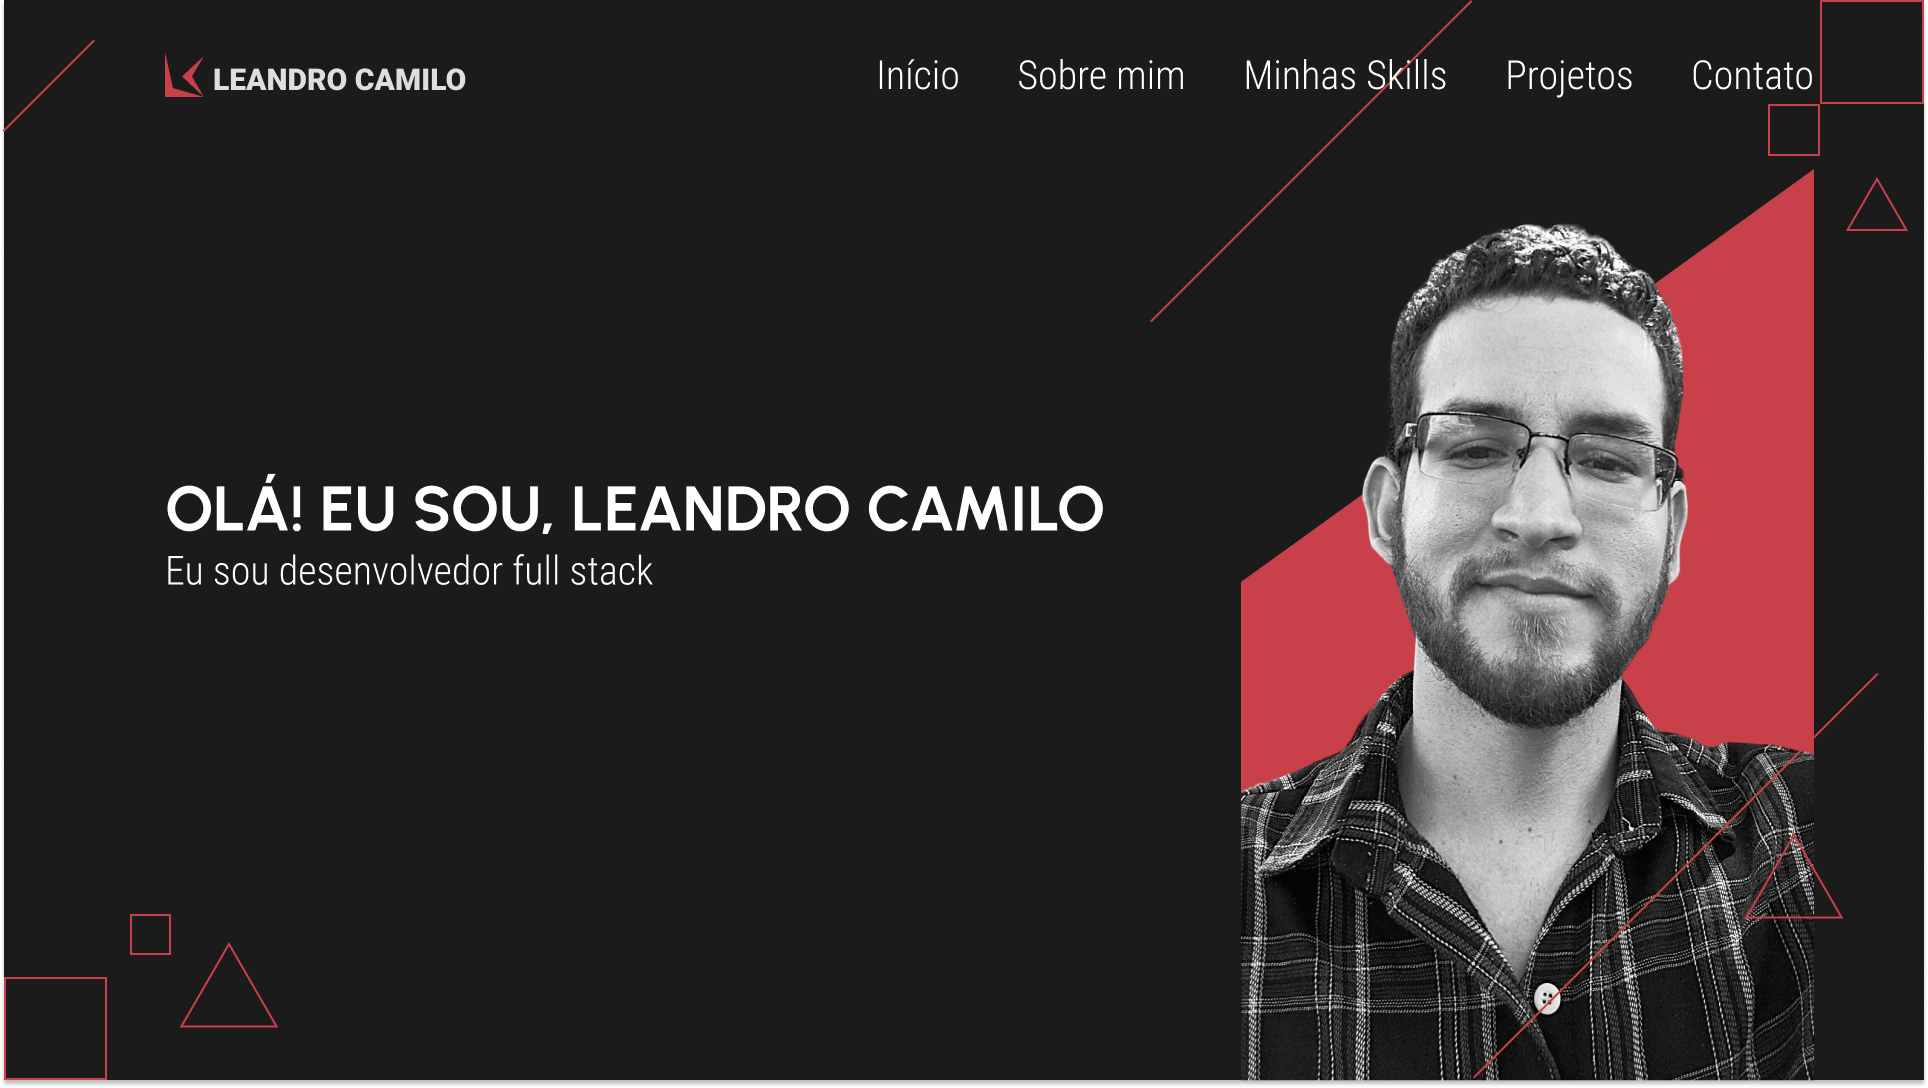 LEANDRO CAMILO
Início Sobre mim Minhas Skills Projetos Contato
OLÁ! EU SOU, LEANDRO CAMILO
Eu sou desenvolvedor full stack